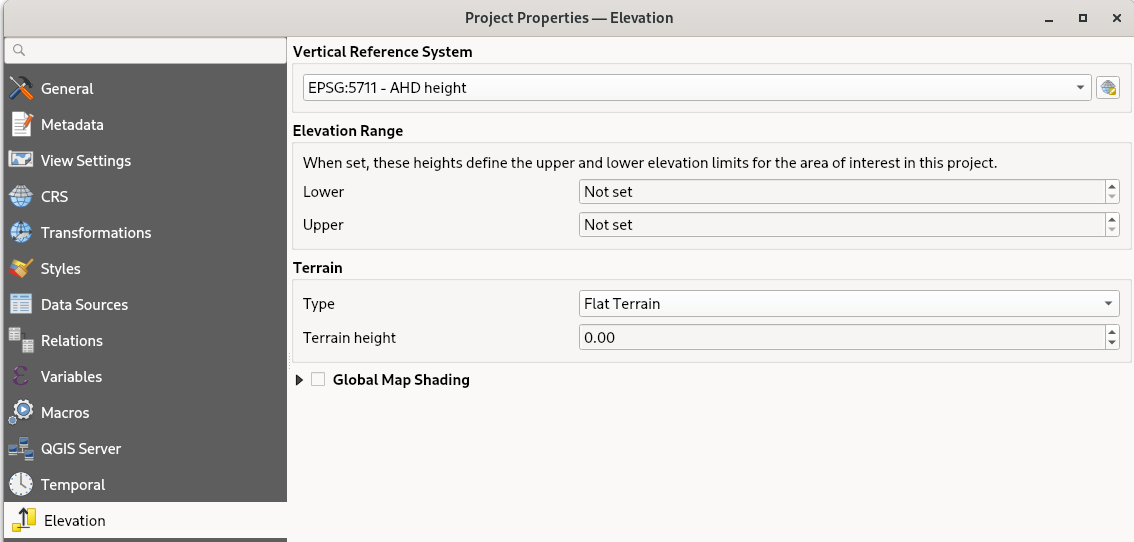 Project Properties — Elevation
General
Metadata
View Settings
CRS
Transformations
Styles
Data Sources
Relations
Variables
Macros
QGIS Server
Temporal
Elevation
Vertical Reference System
EPSG:5711 - AHD height
Elevation Range
When set, these heights define the upper and lower elevation limits for the area of interest in this project.
Lower Not set
Upper Not set
Terrain
Type Flat Terrain
Terrain height 0.00
Global Map Shading